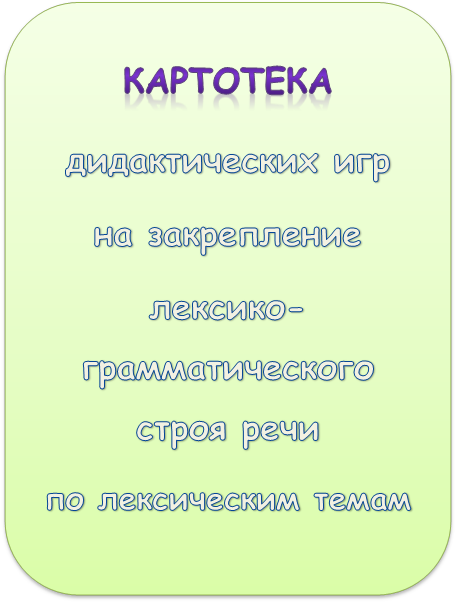 КАРТОТЕКА
дидактических игр
на закрепление
лексико-
грамматического
строя речи
по лексическим темам